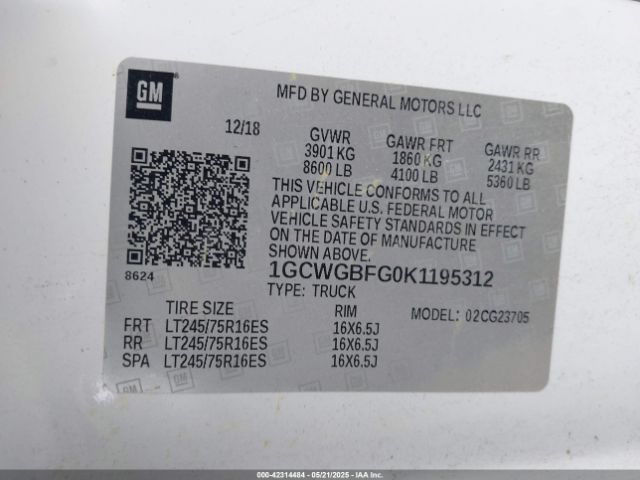 GM
MFD BY GENERAL MOTORS LLC
12/18
GVWR
3901 KG
8600 LB
GAWR FRT
1860 KG
4100 LB
GAWR RR
2431 KG
5360 LB
THIS VEHICLE CONFORMS TO ALL
APPLICABLE U.S. FEDERAL MOTOR
VEHICLE SAFETY STANDARDS IN EFFECT
ON THE DATE OF MANUFACTURE
SHOWN ABOVE.
8624
1GCWGBFG0K1195312
TYPE: TRUCK
MODEL: 02CG23705
TIRE SIZE RIM
FRT LT245/75R16ES 16X6.5J
RR LT245/75R16ES 16X6.5J
SPA LT245/75R16ES 16X6.5J
000-42314484 - 05/21/2025 - IAAI.COM